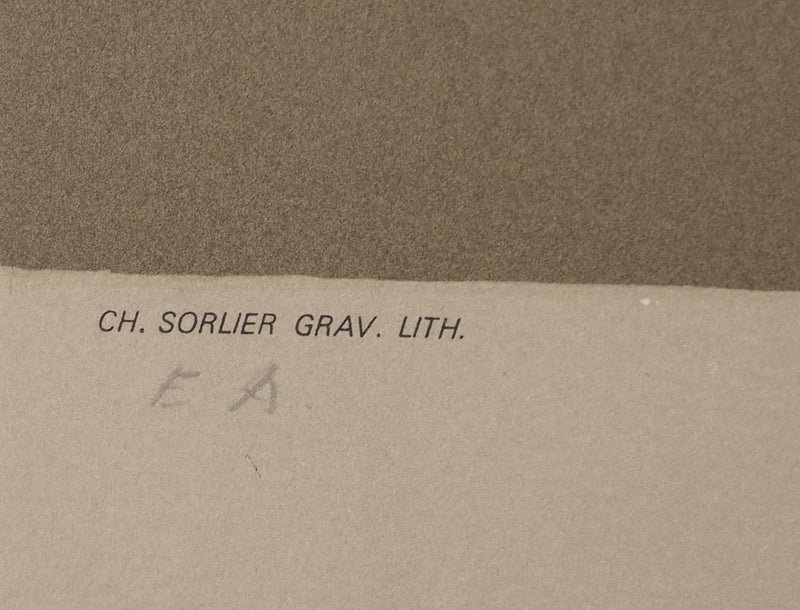 CH. SORLIER GRAV. LITH.
E A